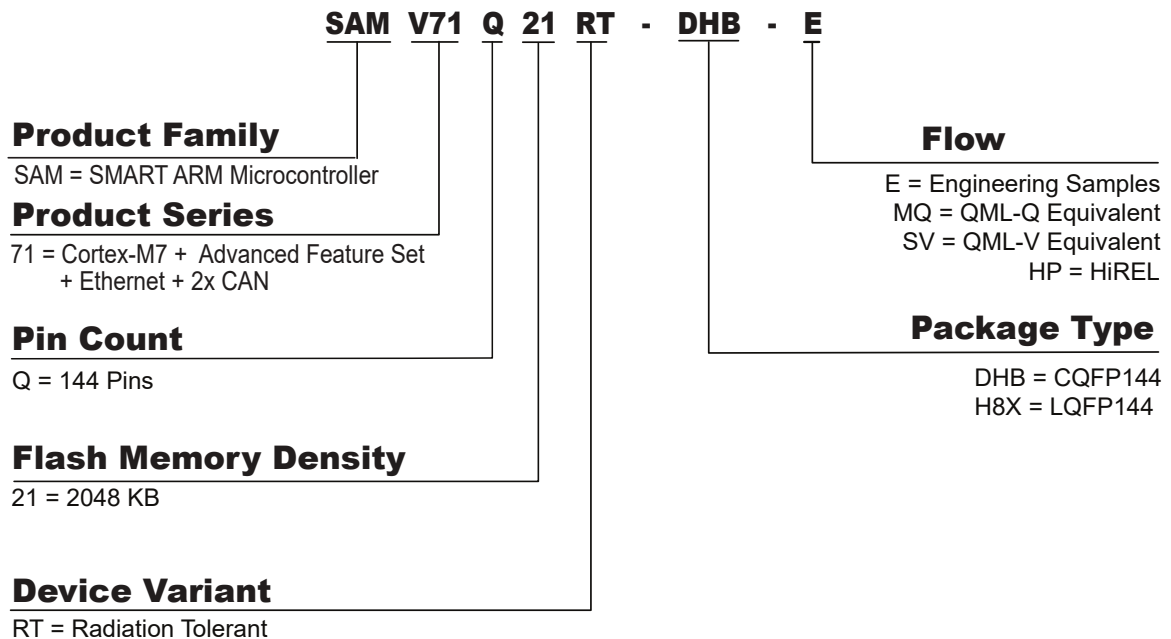 SAM V71 Q 21 RT - DHB - E
Product Family
SAM = SMART ARM Microcontroller
Product Series
71 = Cortex-M7 + Advanced Feature Set
+ Ethernet + 2x CAN
Pin Count
Q = 144 Pins
Flash Memory Density
21 = 2048 KB
Device Variant
RT = Radiation Tolerant
Flow
E = Engineering Samples
MQ = QML-Q Equivalent
SV = QML-V Equivalent
HP = HiREL
Package Type
DHB = CQFP144
H8X = LQFP144